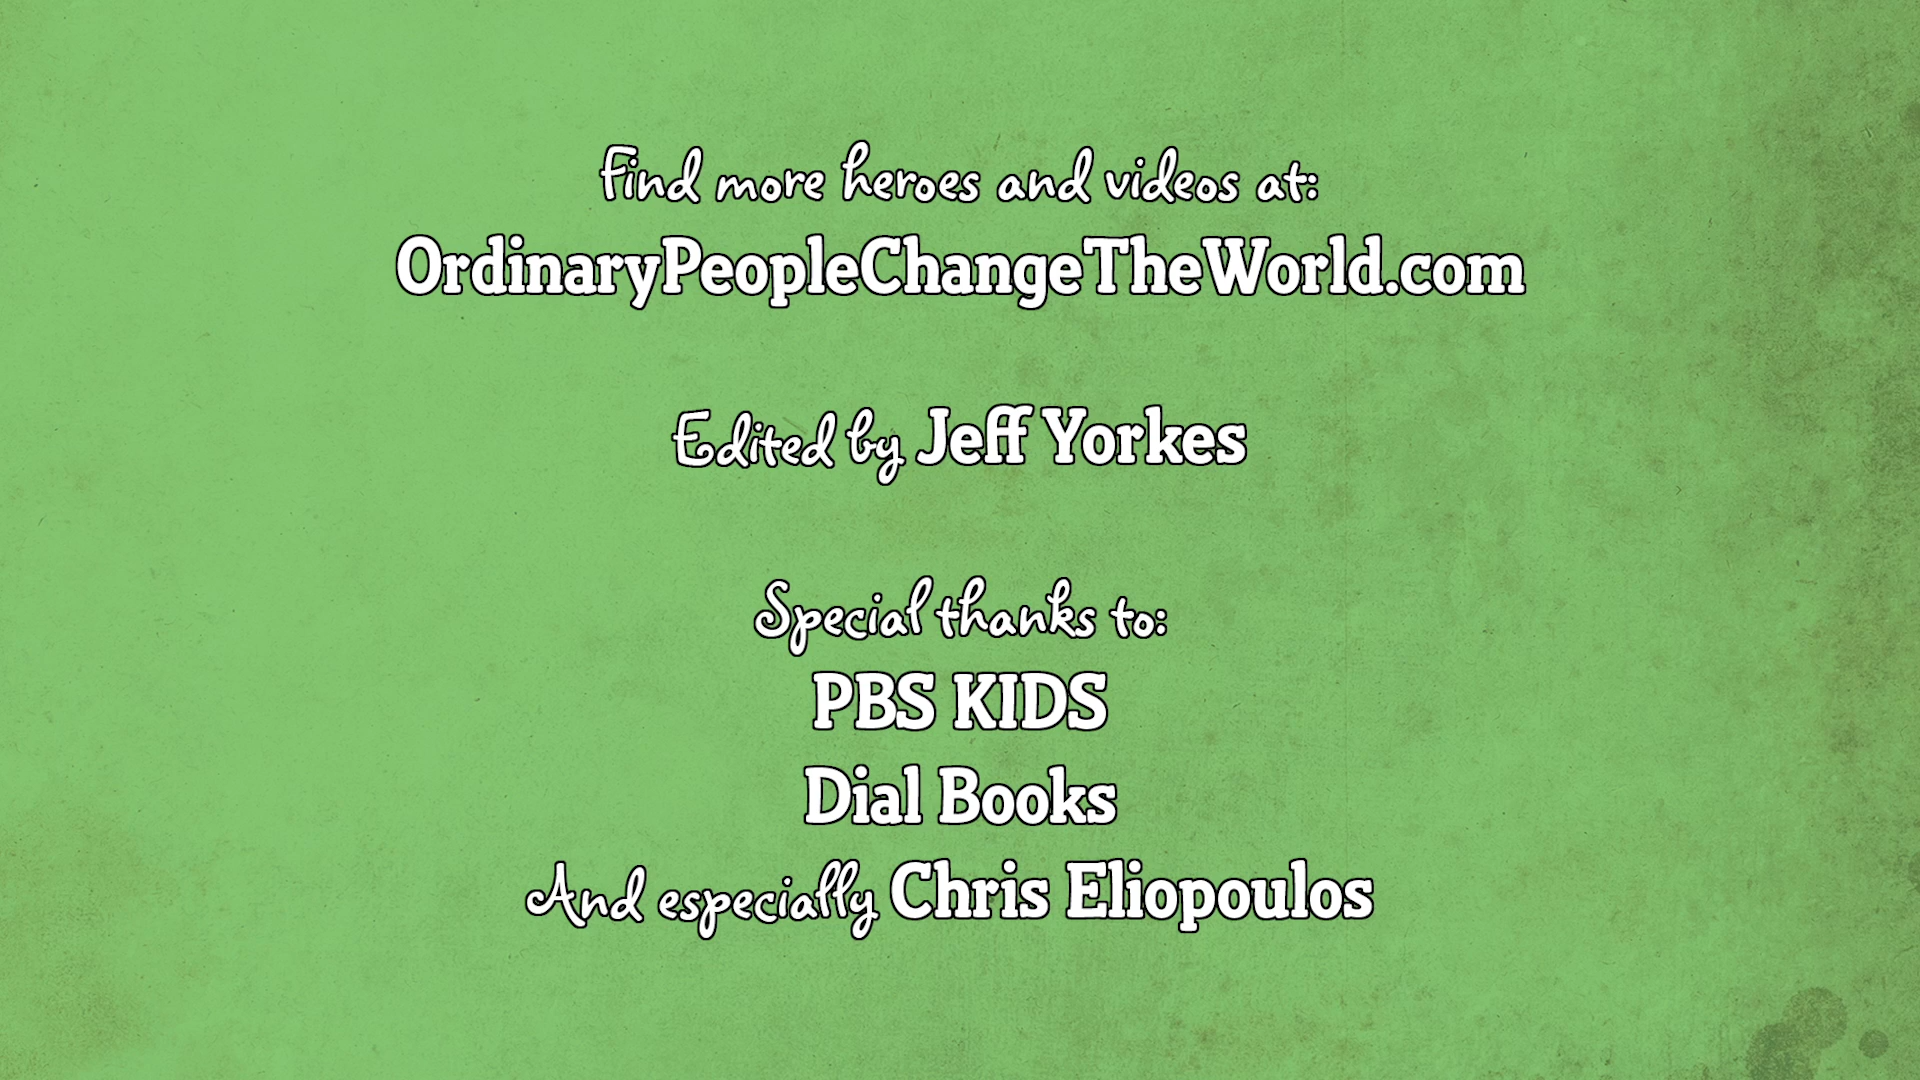 Find more heroes and videos at:
OrdinaryPeopleChangeTheWorld.com
Edited by Jeff Yorkes
Special thanks to:
PBS KIDS
Dial Books
And especially Chris Eliopoulos